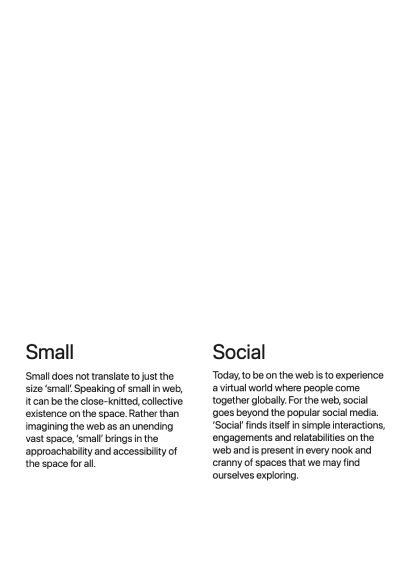 Small
Small does not translate to just the
size ‘small’. Speaking of small in web,
it can be the close-knitted, collective
existence on the space. Rather than
imagining the web as an unending
vast space, ‘small’ brings in the
approachability and accessibility of
the space for all.
Social
Today, to be on the web is to experience
a virtual world where people come
together globally. For the web, social
goes beyond the popular social media.
‘Social’ finds itself in simple interactions,
engagements and relatabilities on the
web and is present in every nook and
cranny of spaces that we may find
ourselves exploring.